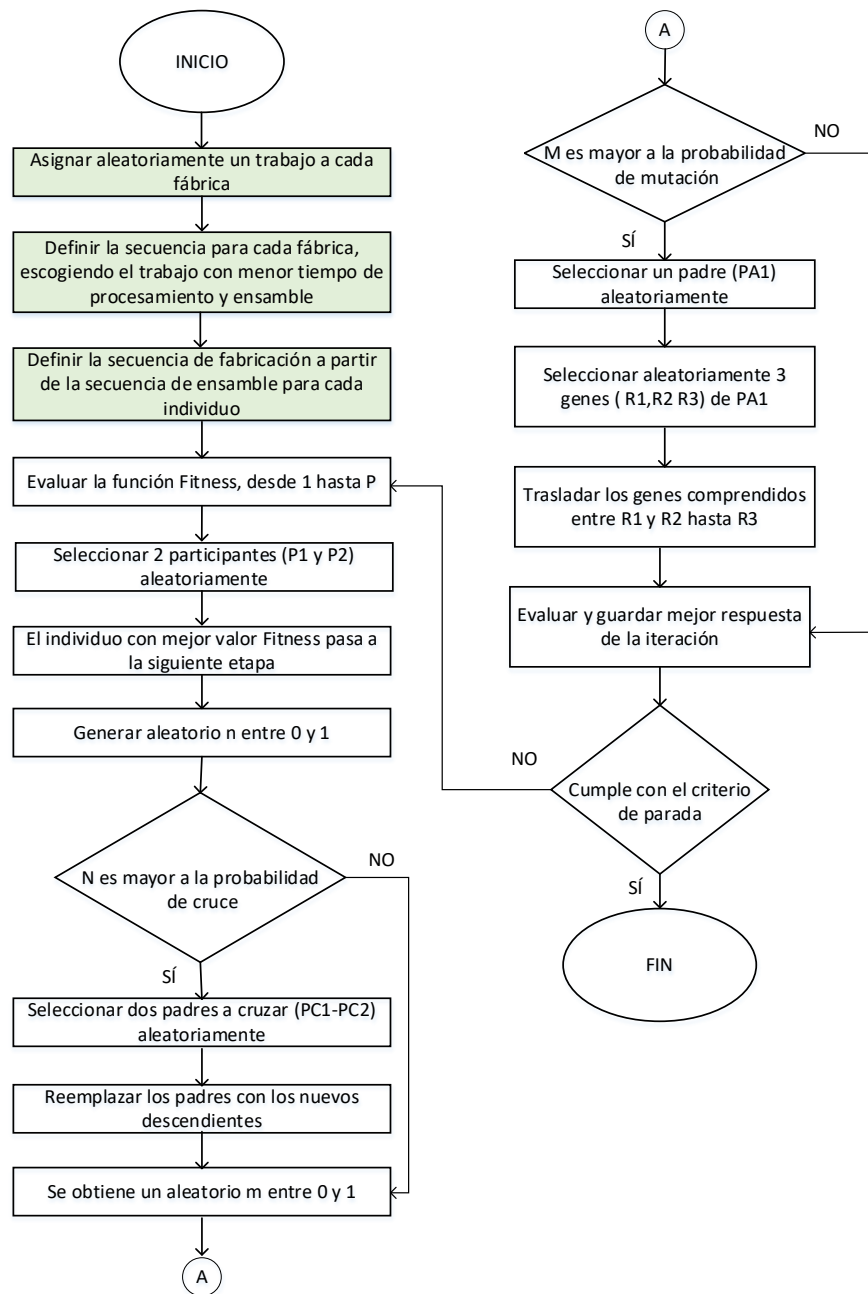 INICIO
Asignar aleatoriamente un trabajo a cada
fábrica
Definir la secuencia para cada fábrica,
escogiendo el trabajo con menor tiempo de
procesamiento y ensamble
Definir la secuencia de fabricación a partir
de la secuencia de ensamble para cada
individuo
Evaluar la función Fitness, desde 1 hasta P
Seleccionar 2 participantes (P1 y P2)
aleatoriamente
El individuo con mejor valor Fitness pasa a
la siguiente etapa
Generar aleatorio n entre 0 y 1
N es mayor a la probabilidad
de cruce
NO
SÍ
Seleccionar dos padres a cruzar (PC1-PC2)
aleatoriamente
Reemplazar los padres con los nuevos
descendientes
Se obtiene un aleatorio m entre 0 y 1
A
A
M es mayor a la probabilidad
de mutación
NO
SÍ
Seleccionar un padre (PA1)
aleatoriamente
Seleccionar aleatoriamente 3
genes ( R1,R2 R3) de PA1
Trasladar los genes comprendidos
entre R1 y R2 hasta R3
Evaluar y guardar mejor respuesta
de la iteración
NO
Cumple con el criterio
de parada
SÍ
FIN